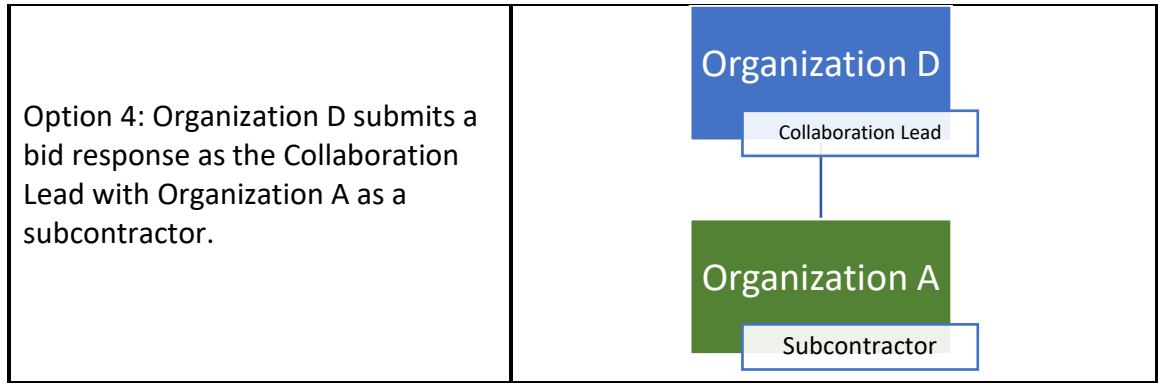 Option 4: Organization D submits a
bid response as the Collaboration
Lead with Organization A as a
subcontractor.
Organization D
Collaboration Lead
Organization A
Subcontractor